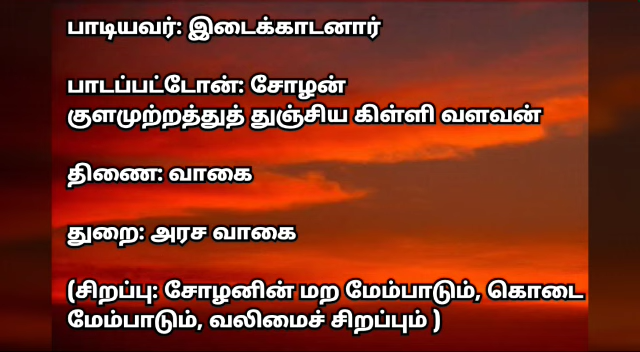 பாடியவர்: இடைக்காடனார்
பாடப்பட்டோன்: சோழன்
குளமுற்றத்துத் துஞ்சிய கிள்ளி வளவன்
திணை: வாகை
துறை: அரச வாகை
(சிறப்பு: சோழனின் மற மேம்பாடும், கொடை
மேம்பாடும், வலிமைச் சிறப்பும் )